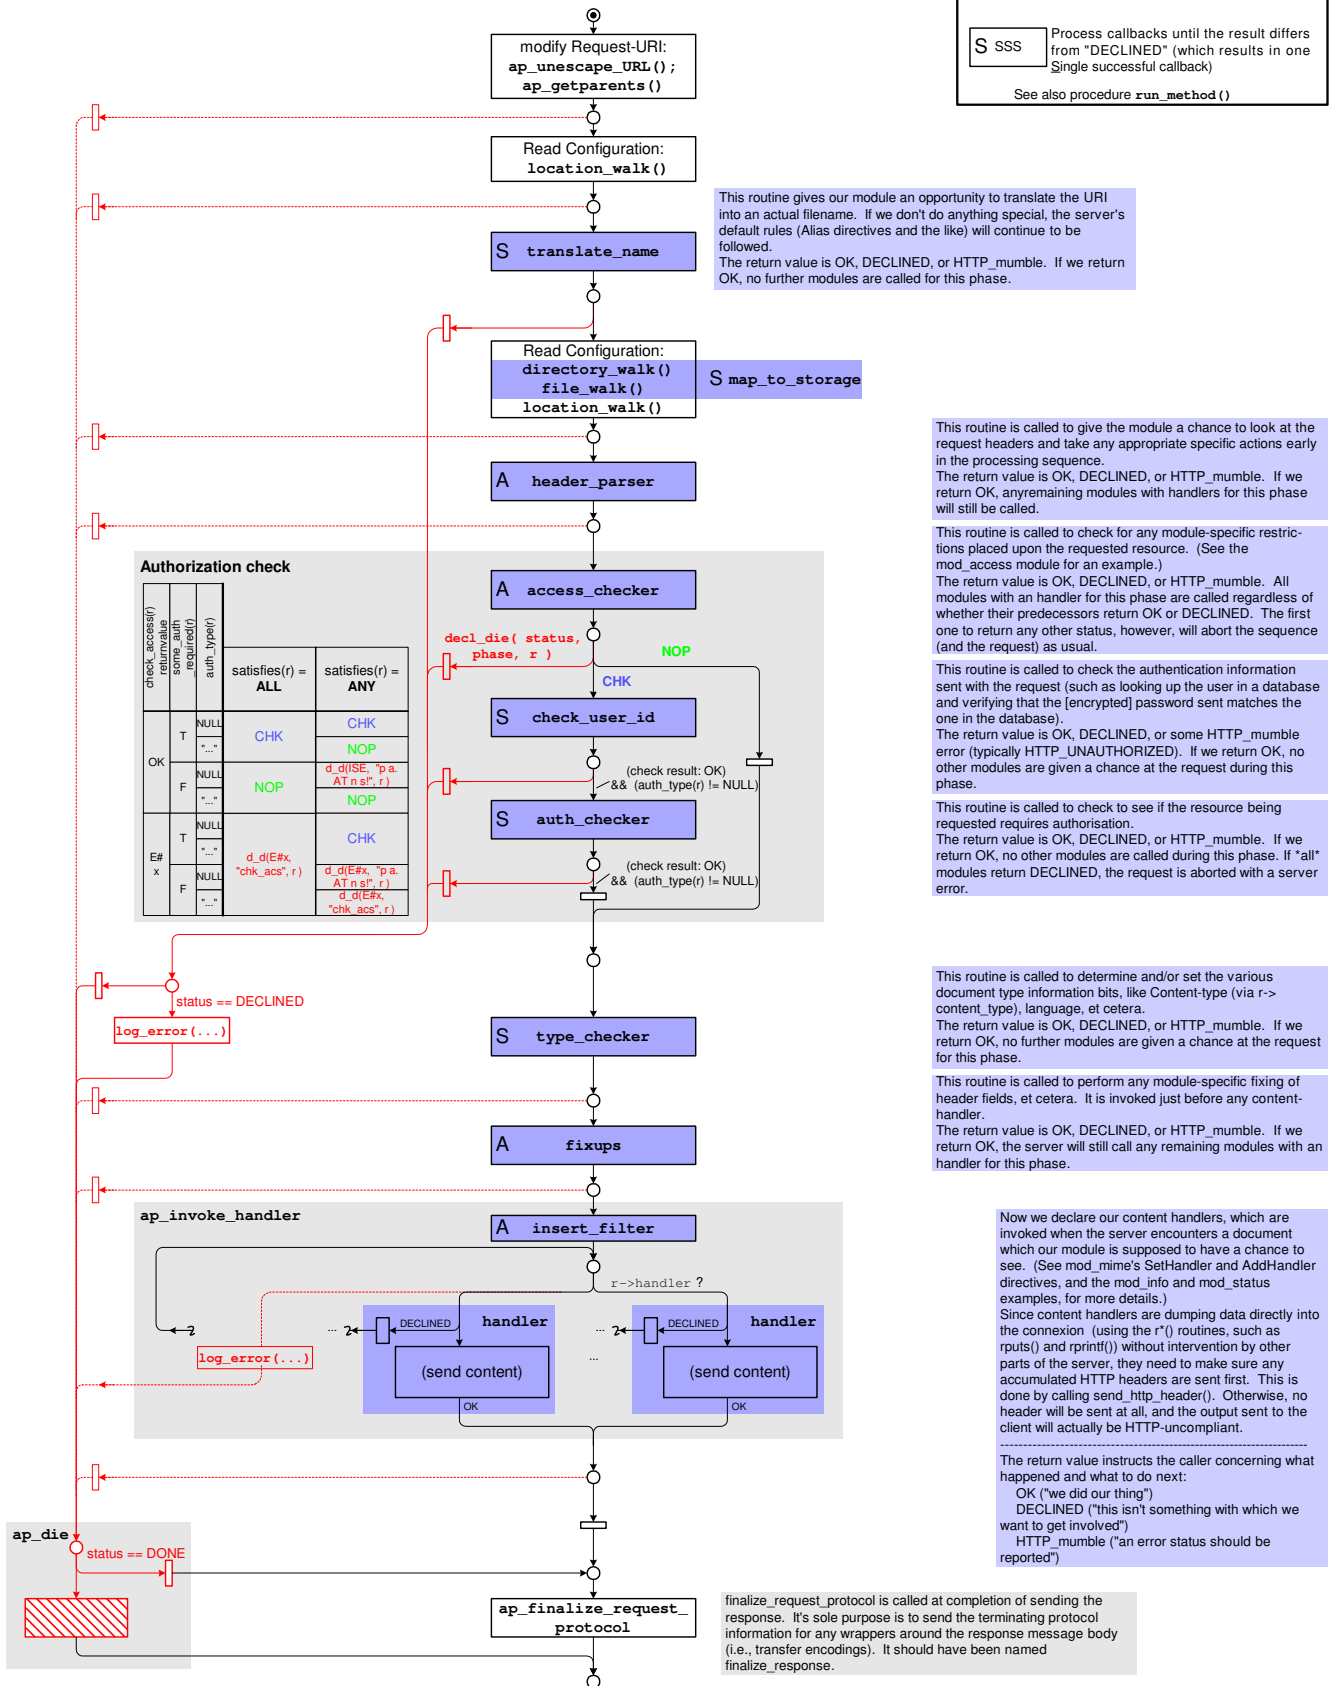 modify Request-URI:
ap_unescape_URL();
ap_getparents()
S SSS
Process callbacks until the result differs
from "DECLINED" (which results in one
Single successful callback)
See also procedure run_method()
Read Configuration:
location_walk()
This routine gives our module an opportunity to translate the URI
into an actual filename. If we don't do anything special, the server's
default rules (Alias directives and the like) will continue to be
followed.
The return value is OK, DECLINED, or HTTP_mumble. If we return
OK, no further modules are called for this phase.
S translate_name
Read Configuration:
directory_walk()
file_walk()
location_walk()
S map_to_storage
This routine is called to give the module a chance to look at the
request headers and take any appropriate specific actions early
in the processing sequence.
The return value is OK, DECLINED, or HTTP_mumble. If we
return OK, anyremaining modules with handlers for this phase
will still be called.
A header_parser
This routine is called to check for any module-specific restric-
tions placed upon the requested resource. (See the
mod_access module for an example.)
The return value is OK, DECLINED, or HTTP_mumble. All
modules with an handler for this phase are called regardless of
whether their predecessors return OK or DECLINED. The first
one to return any other status, however, will abort the sequence
(and the request) as usual.
Authorization check
A access_checker
check_access(r)
returnvalue
some_auth
_required(r)
auth_type(r)
satisfies(r) =
ALL
satisfies(r) =
ANY
OK
T
NULL
"..."
CHK
CHK
NOP
F
NULL
"..."
NOP
d_d(ISE, "p a.
AT n s!", r )
NOP
E#
x
T
NULL
"..."
d_d(E#x,
"chk_acs", r )
CHK
F
NULL
"..."
d_d(E#x, "p a.
AT n s!", r )
d_d(E#x,
"chk_acs", r )
decl_die( status,
phase, r )
NOP
CHK
This routine is called to check the authentication information
sent with the request (such as looking up the user in a database
and verifying that the [encrypted] password sent matches the
one in the database).
The return value is OK, DECLINED, or some HTTP_mumble
error (typically HTTP_UNAUTHORIZED). If we return OK, no
other modules are given a chance at the request during this
phase.
S check_user_id
(check result: OK)
&& (auth_type(r) != NULL)
This routine is called to check to see if the resource being
requested requires authorisation.
The return value is OK, DECLINED, or HTTP_mumble. If we
return OK, no other modules are called during this phase. If *all*
modules return DECLINED, the request is aborted with a server
error.
S auth_checker
(check result: OK)
&& (auth_type(r) != NULL)
status == DECLINED
log_error(...)
This routine is called to determine and/or set the various
document type information bits, like Content-type (via r->
content_type), language, et cetera.
The return value is OK, DECLINED, or HTTP_mumble. If we
return OK, no further modules are given a chance at the request
for this phase.
S type_checker
This routine is called to perform any module-specific fixing of
header fields, et cetera. It is invoked just before any content-
handler.
The return value is OK, DECLINED, or HTTP_mumble. If we
return OK, the server will still call any remaining modules with an
handler for this phase.
A fixups
ap_invoke_handler
A insert_filter
r->handler ?
DECLINED
handler
DECLINED
handler
...
...
...
log_error(...)
(send content)
(send content)
OK
OK
Now we declare our content handlers, which are
invoked when the server encounters a document
which our module is supposed to have a chance to
see. (See mod_mime's SetHandler and AddHandler
directives, and the mod_info and mod_status
examples, for more details.)
Since content handlers are dumping data directly into
the connexion (using the r*() routines, such as
rputs() and rprintf()) without intervention by other
parts of the server, they need to make sure any
accumulated HTTP headers are sent first. This is
done by calling send_http_header(). Otherwise, no
header will be sent at all, and the output sent to the
client will actually be HTTP-uncompliant.
-------------------------------------------------------------------
The return value instructs the caller concerning what
happened and what to do next:
OK ("we did our thing")
DECLINED ("this isn't something with which we
want to get involved")
HTTP_mumble ("an error status should be
reported")
ap_die
status == DONE
ap_finalize_request_
protocol
finalize_request_protocol is called at completion of sending the
response. It's sole purpose is to send the terminating protocol
information for any wrappers around the response message body
(i.e., transfer encodings). It should have been named
finalize_response.